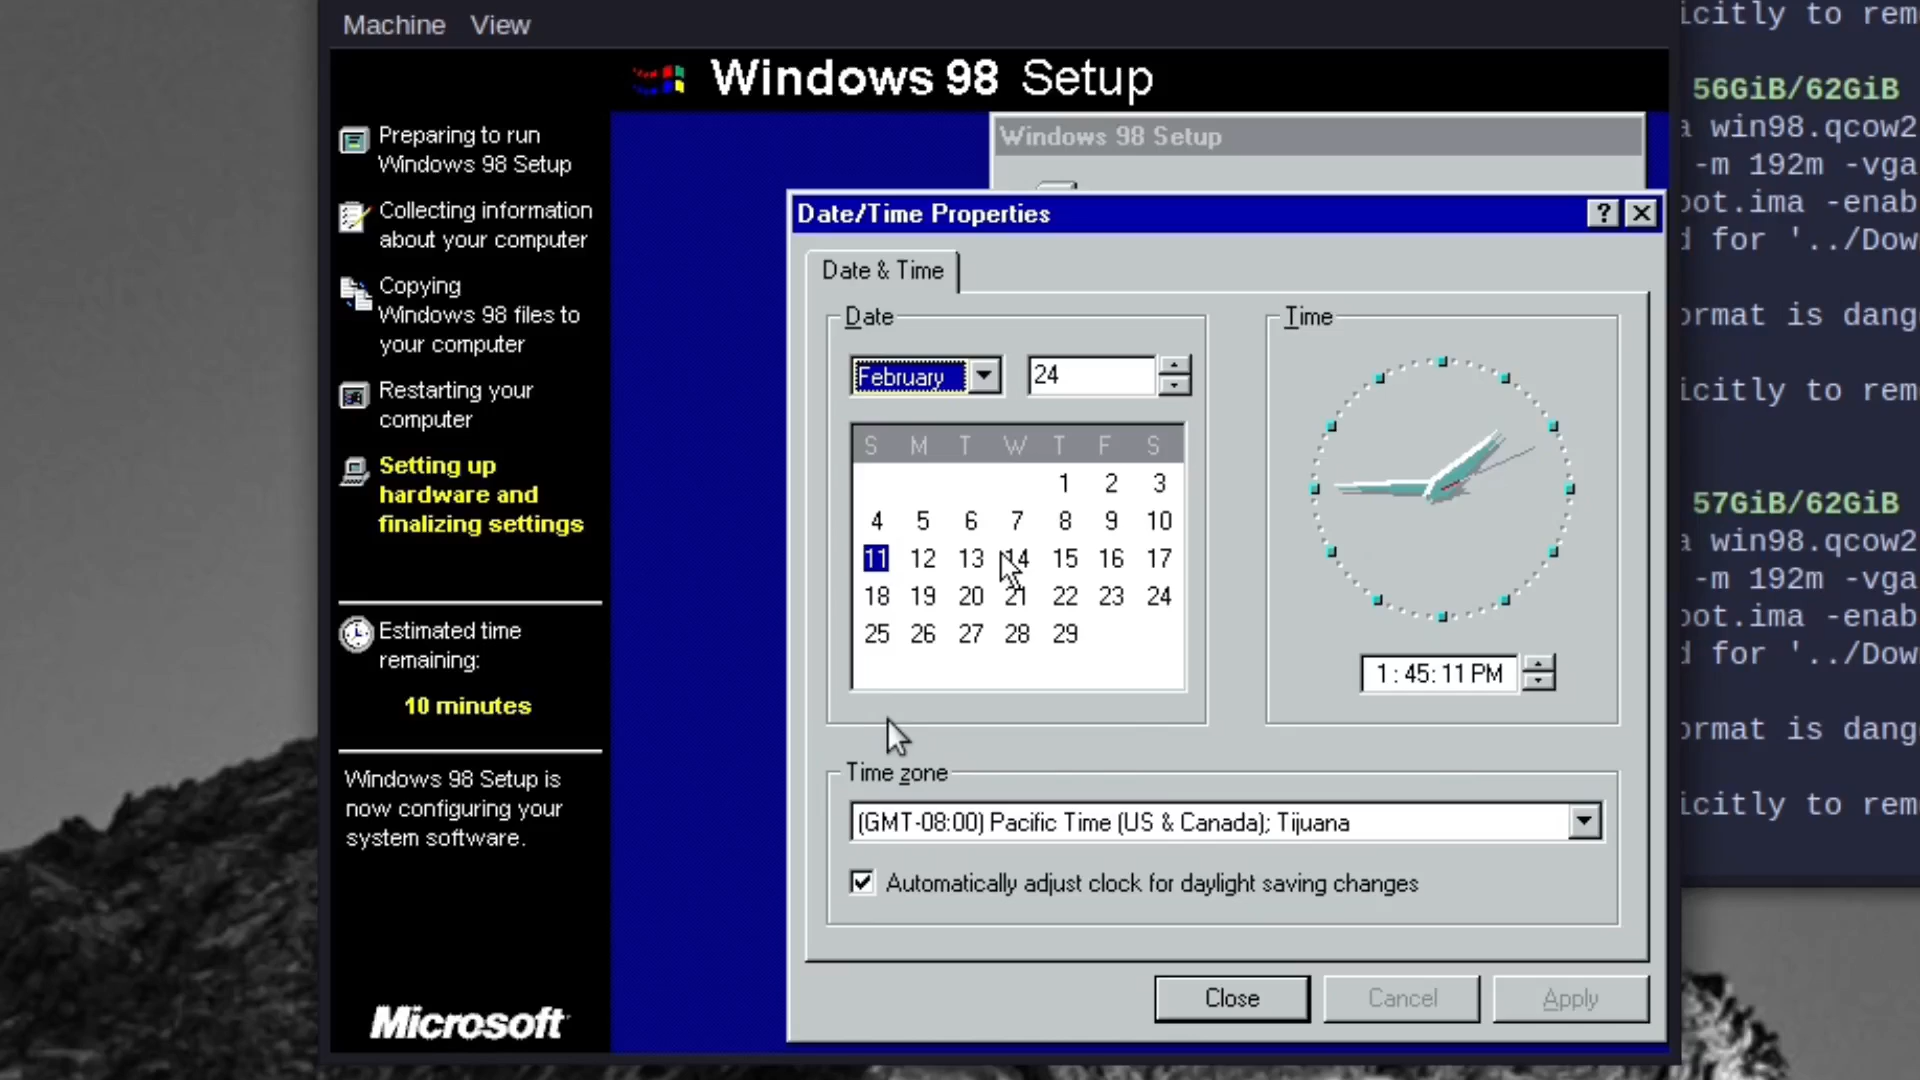 Machine View
Windows 98 Setup
Preparing to run
Windows 98 Setup
Collecting information
about your computer
Copying
Windows 98 files to
your computer
Restarting your
computer
Setting up
hardware and
finalizing settings
Estimated time
remaining:
10 minutes
Windows 98 Setup is
now configuring your
system software.
Microsoft
Windows 98 Setup
Date/Time Properties
Date & Time
Date
February 24
S M T W T F S
1 2 3
4 5 6 7 8 9 10
11 12 13 14 15 16 17
18 19 20 21 22 23 24
25 26 27 28 29
Time
1:45:11 PM
Time zone
(GMT-08:00) Pacific Time (US & Canada); Tijuana
Automatically adjust clock for daylight saving changes
Close Cancel Apply
icitly to rem
56GiB/62GiB
a win98.qcow2
-m 192m -vga
oot.ima -enab
d for '../Dow
ormat is dang
icitly to rem
57GiB/62GiB
a win98.qcow2
-m 192m -vga
oot.ima -enab
d for '../Dow
ormat is dang
icitly to rem